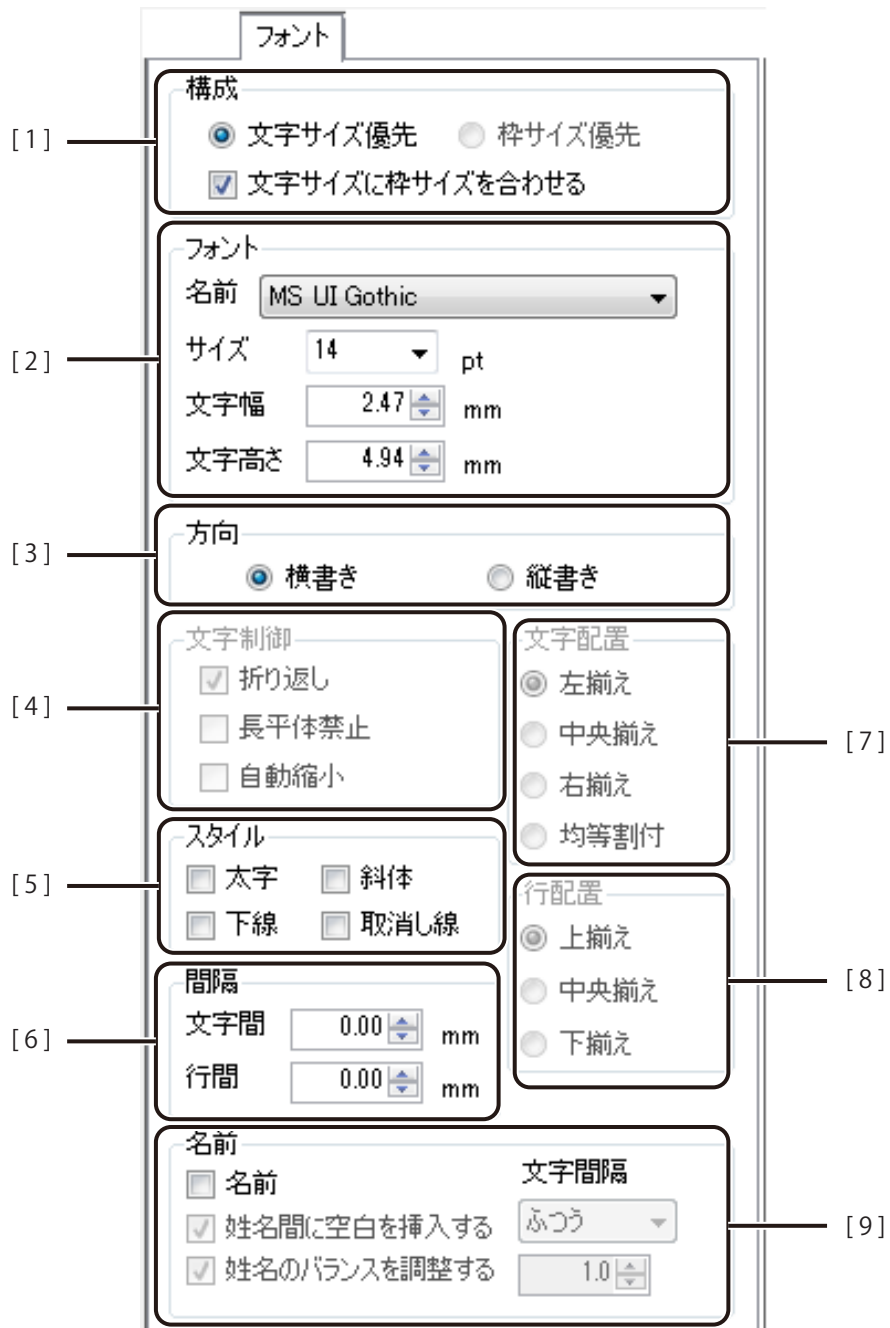 フォント
構成
[1]
文字サイズ優先 枠サイズ優先
文字サイズに枠サイズを合わせる
フォント
名前 MS UI Gothic
[2]
サイズ 14 pt
文字幅 2.47 mm
文字高さ 4.94 mm
方向
[3]
横書き 縦書き
文字制御
折り返し
[4]
長平体禁止
自動縮小
文字配置
左揃え
中央揃え
[7]
右揃え
均等割付
スタイル
[5]
太字 斜体
下線 取消し線
行配置
上揃え
中央揃え
[8]
下揃え
間隔
文字間 0.00 mm
[6]
行間 0.00 mm
名前
名前
文字間隔
姓名間に空白を挿入する ふつう
[9]
姓名のバランスを調整する 1.0